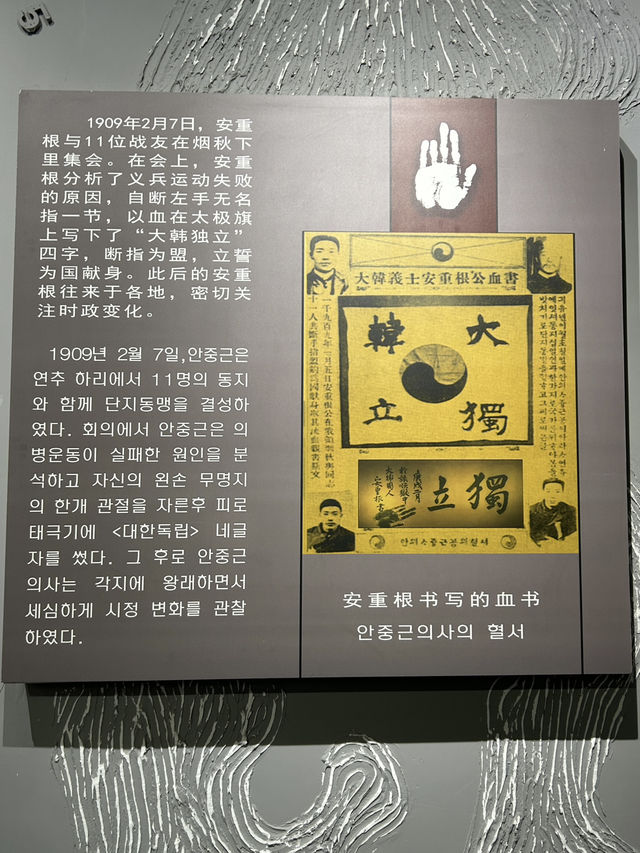 1909年2月7日，安重
根与11位战友在烟秋下
里集会。在会上，安重
根分析了义兵运动失败
的原因，自断左手无名
指一节，以血在太极旗
上写下了“大韩独立”
四字，断指为盟，立誓
为国献身。此后的安重
根往来于各地，密切关
注时政变化。
1909년 2월 7일,안중근은
연추 하리에서 11명의 동지
와 함께 단지동맹을 결성하
였다. 회의에서 안중근은 의
병운동이 실패한 원인을 분
석하고 자신의 왼손 무명지
의 한개 관절을 자른후 피로
태극기에 <대한독립> 네글
자를 썼다. 그 후로 안중근
의사는 각지에 왕래하면서
세심하게 시정 변화를 관찰
하였다.
大韓義士安重根公血書
大韓
獨立
獨立
安重根书写的血书
안중근의사의 혈서